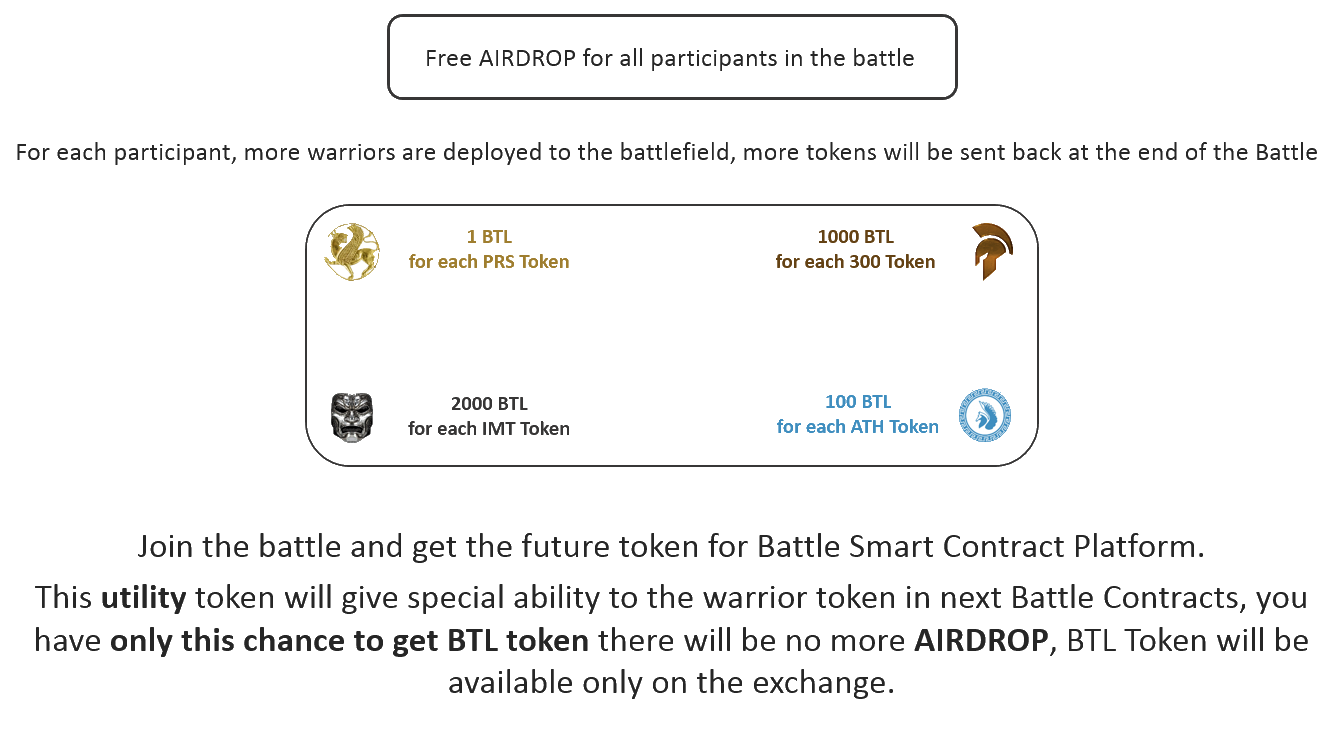 Free AIRDROP for all participants in the battle
For each participant, more warriors are deployed to the battlefield, more tokens will be sent back at the end of the Battle
1 BTL
for each PRS Token
1000 BTL
for each 300 Token
2000 BTL
for each IMT Token
100 BTL
for each ATH Token
Join the battle and get the future token for Battle Smart Contract Platform.
This utility token will give special ability to the warrior token in next Battle Contracts, you
have only this chance to get BTL token there will be no more AIRDROP, BTL Token will be
available only on the exchange.